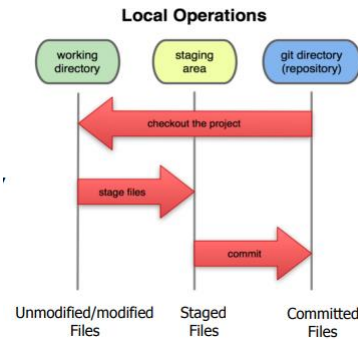 Local Operations
working
directory
staging
area
git directory
(repository)
checkout the project
stage files
commit
Unmodified/modified
Files
Staged
Files
Committed
Files